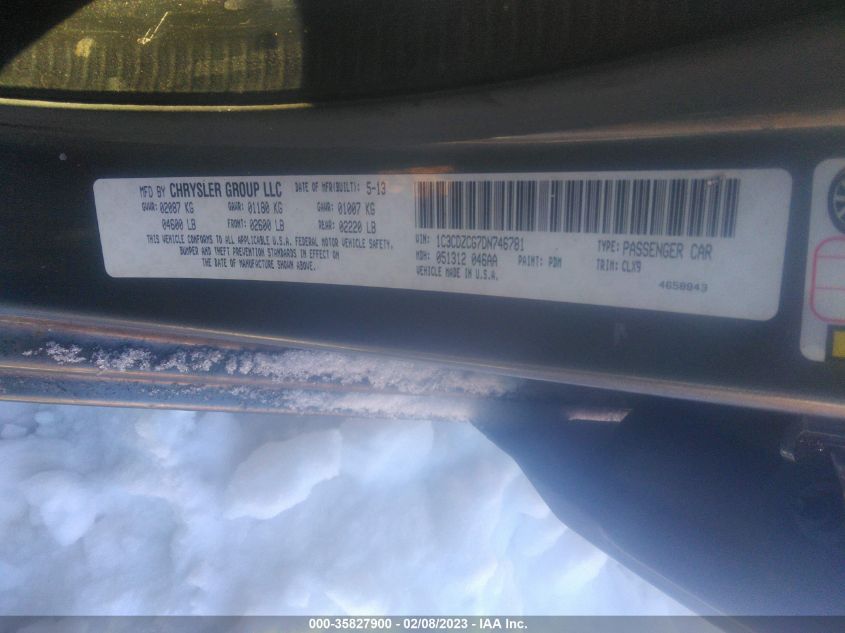 MFD BY CHRYSLER GROUP LLC DATE OF MFR(BUILT): 5-13
GVWR: 02087 KG GAWR: 01180 KG GAWR: 01007 KG
04600 LB FRONT: 02600 LB REAR: 02220 LB
THIS VEHICLE CONFORMS TO ALL APPLICABLE U.S.A. FEDERAL MOTOR VEHICLE SAFETY,
BUMPER AND THEFT PREVENTION STANDARDS IN EFFECT ON
THE DATE OF MANUFACTURE SHOWN ABOVE.
VIN: 1C3CDZCG7DN746781 TYPE: PASSENGER CAR
MDH: 051312 046AA PAINT: PDM TRIM: CLX9
VEHICLE MADE IN U.S.A. 4658943
000-35827900 - 02/08/2023 - IAA Inc.